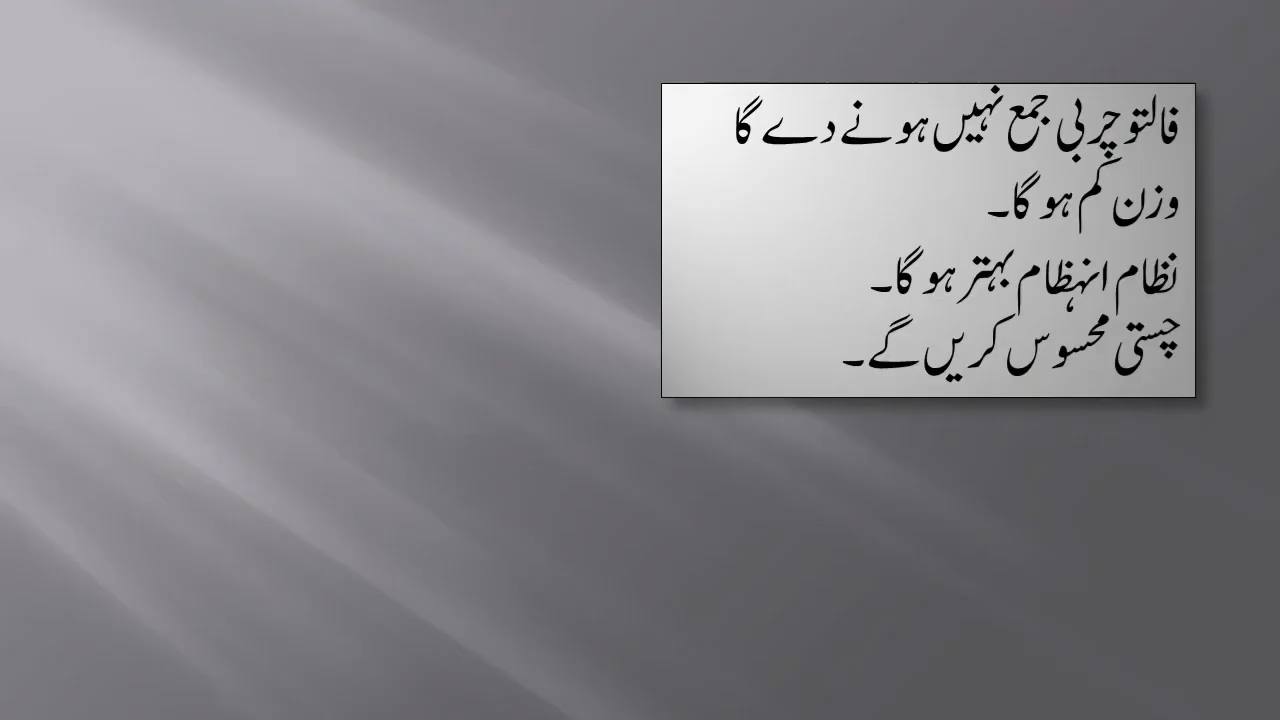 فالتو چربی جمع نہیں ہونے دے گا
وزن کم ہو گا۔
نظام انہظام بہتر ہو گا۔
چستی محسوس کریں گے۔